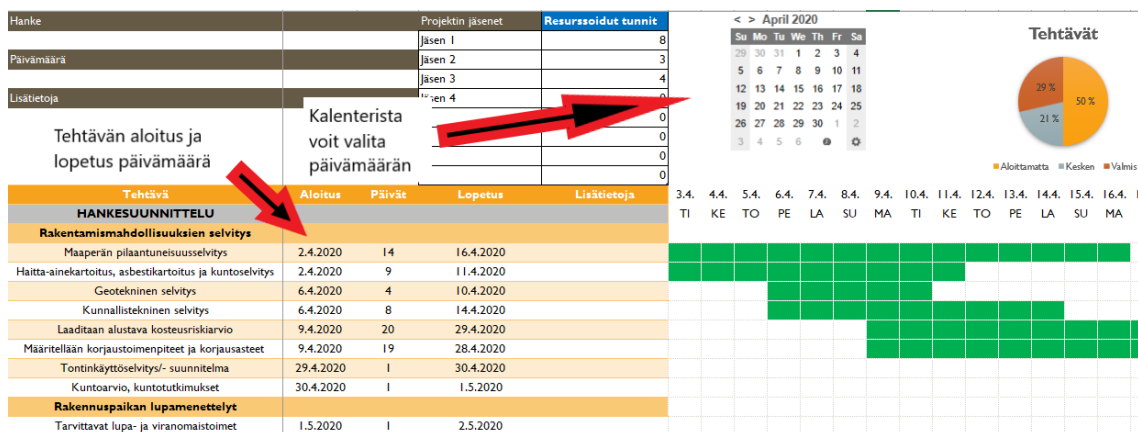 Hanke Projektin jäsenet Resurssoidut tunnit
Jäsen 1 8
Päivämäärä Jäsen 2 3
Jäsen 3 4
Lisätietoja Jäsen 4 0
0
0
0
0
Tehtävän aloitus ja
lopetus päivämäärä
Kalenterista
voit valita
päivämäärän
< > April 2020
Su Mo Tu We Th Fr Sa
29 30 31 1 2 3 4
5 6 7 8 9 10 11
12 13 14 15 16 17 18
19 20 21 22 23 24 25
26 27 28 29 30 1 2
3 4 5 6
Tehtävät
29 %
50 %
21 %
Aloittamatta Kesken Valmis
Tehtävä Aloitus Päivät Lopetus Lisätietoja 3.4. 4.4. 5.4. 6.4. 7.4. 8.4. 9.4. 10.4. 11.4. 12.4. 13.4. 14.4. 15.4. 16.4.
HANKESUUNNITTELU TI KE TO PE LA SU MA TI KE TO PE LA SU MA
Rakentamismahdollisuuksien selvitys
Maaperän pilaantuneisuusselvitys 2.4.2020 14 16.4.2020
Haitta-ainekartoitus, asbestikartoitus ja kuntoselvitys 2.4.2020 9 11.4.2020
Geotekninen selvitys 6.4.2020 4 10.4.2020
Kunnallistekninen selvitys 6.4.2020 8 14.4.2020
Laaditaan alustava kosteusriskiarvio 9.4.2020 20 29.4.2020
Määritellään korjaustoimenpiteet ja korjausasteet 9.4.2020 19 28.4.2020
Tontinkäyttöselvitys/- suunnitelma 29.4.2020 1 30.4.2020
Kuntoarvio, kuntotutkimukset 30.4.2020 1 1.5.2020
Rakennuspaikan lupamenettelyt
Tarvittavat lupa- ja viranomaistoimet 1.5.2020 1 2.5.2020